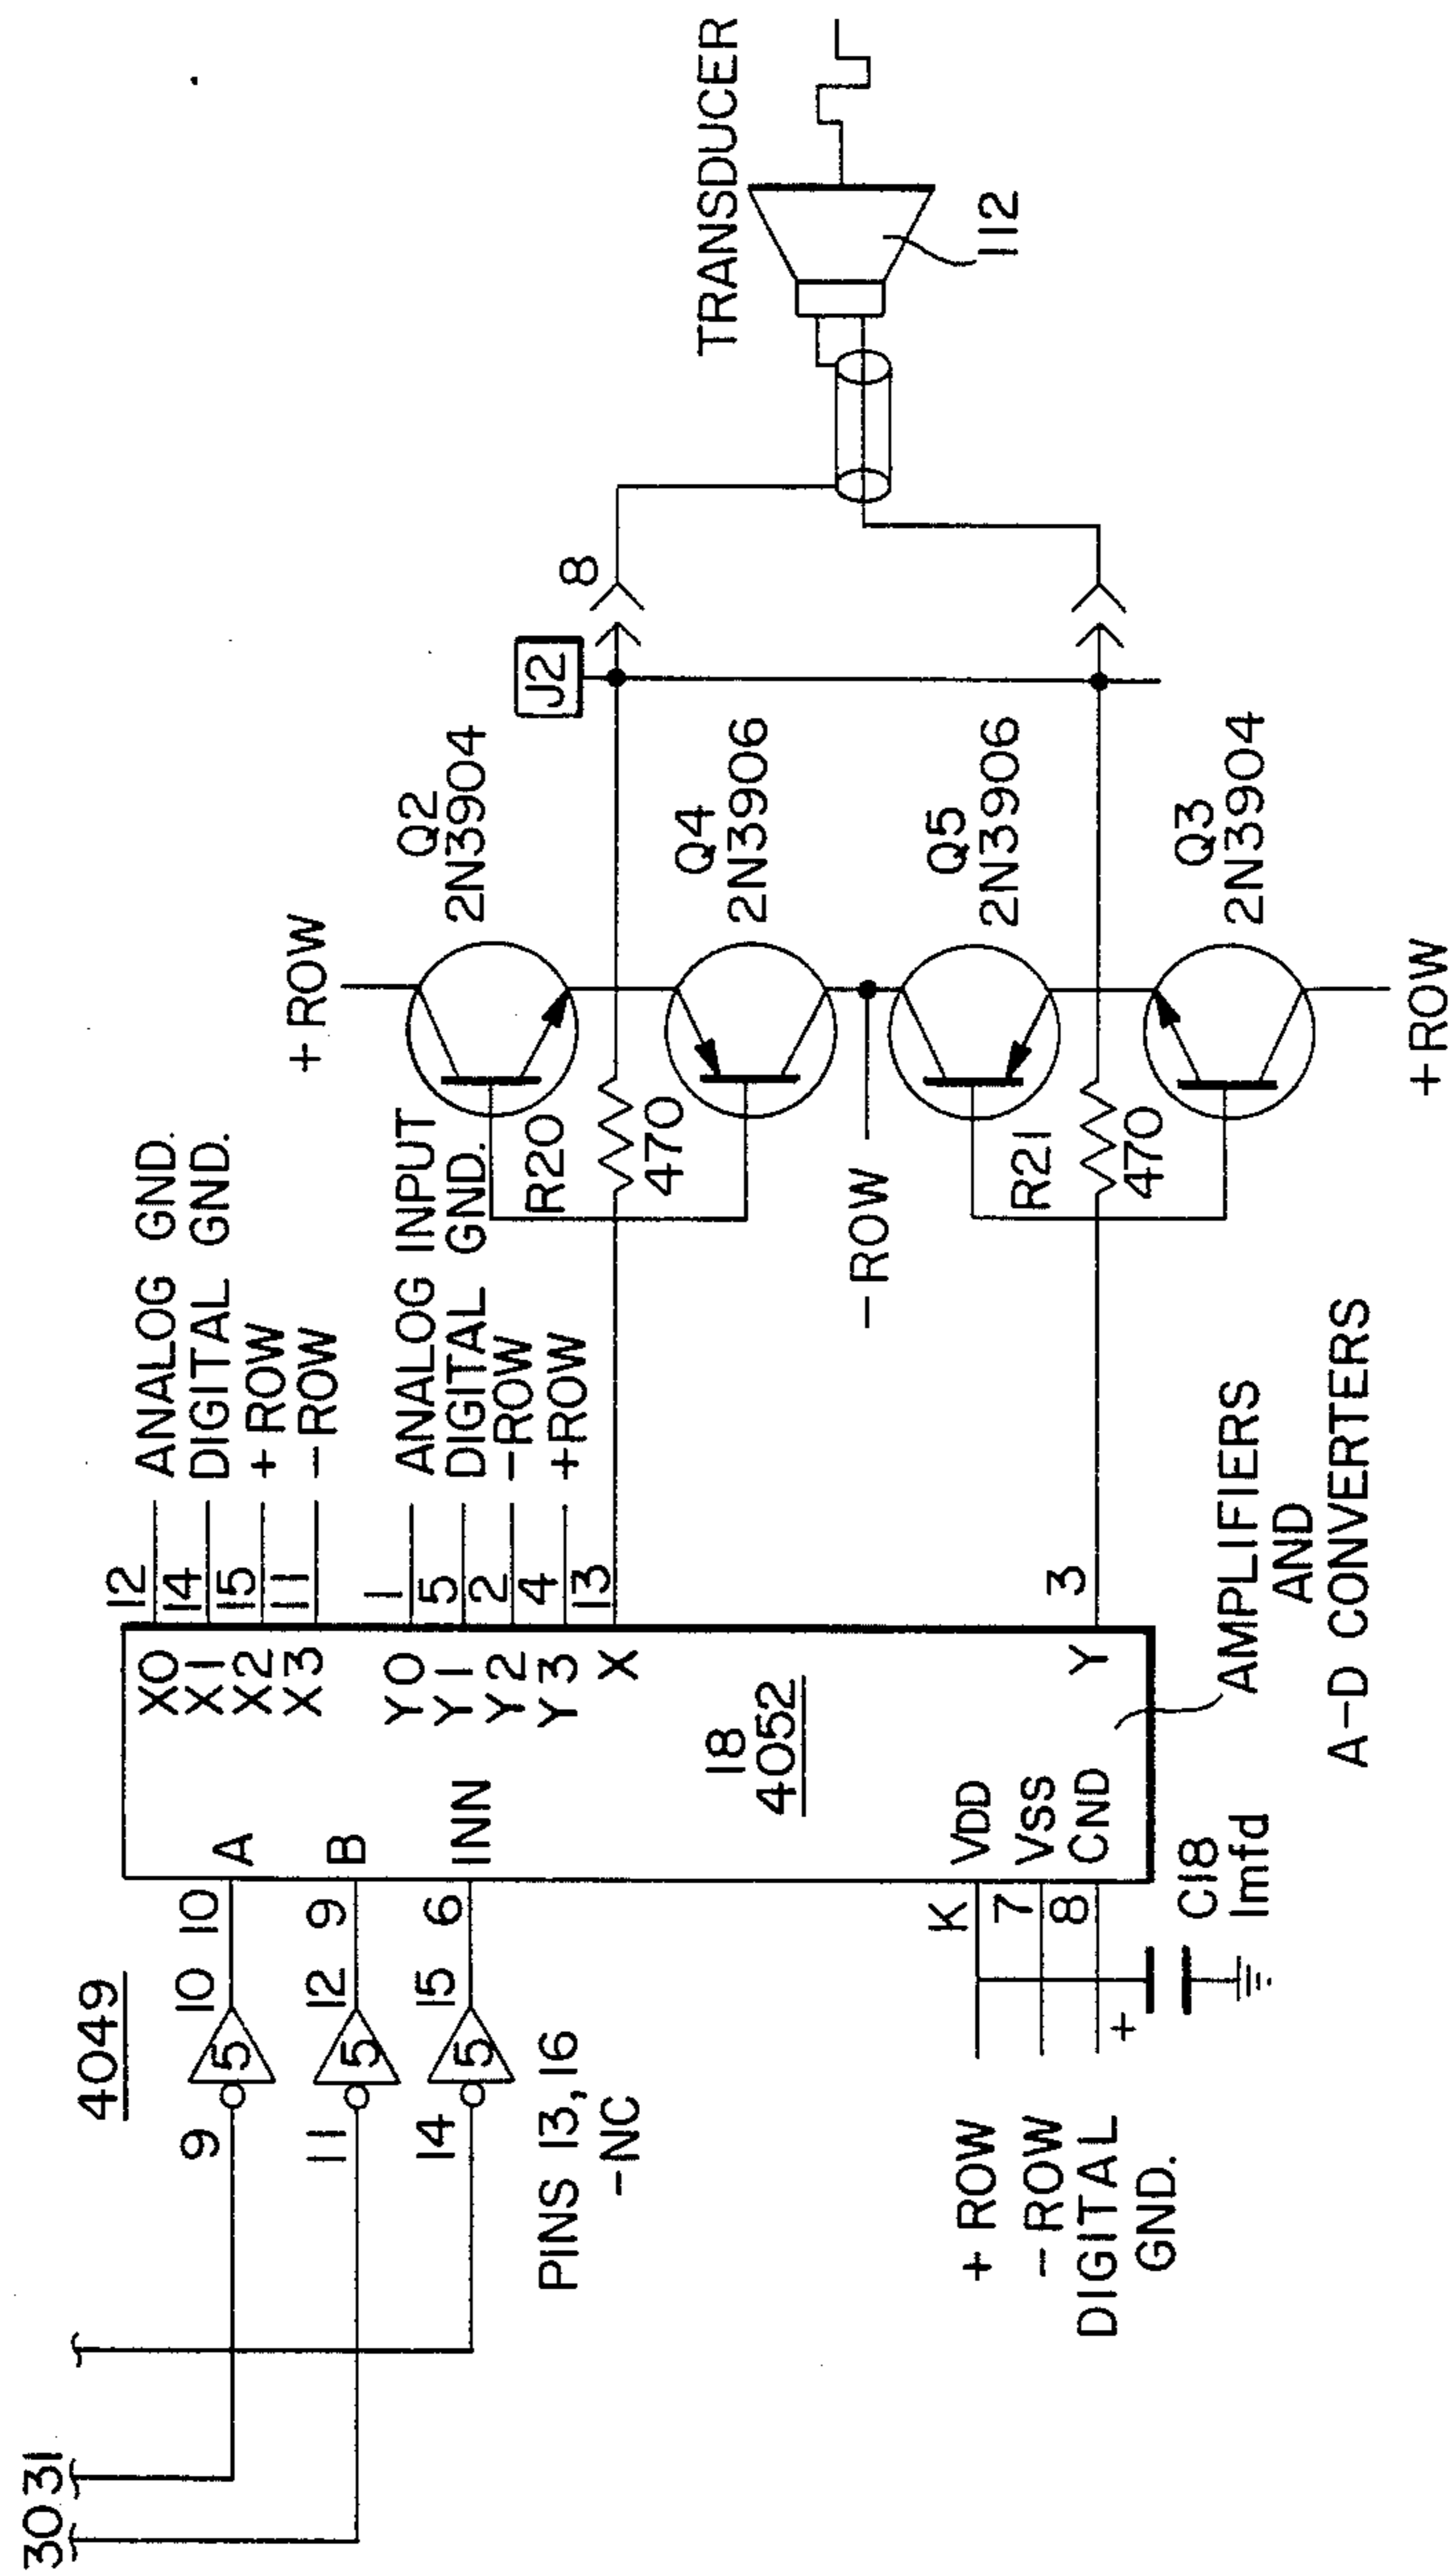 30 31
4049
9
10
10
A
5
11
12
9
B
5
14
15
6
INN
5
PINS 13, 16
-NC
X0
12
ANALOG GND.
X1
14
DIGITAL GND.
X2
15
+ROW
X3
11
-ROW
Y0
1
ANALOG INPUT
Y1
5
DIGITAL GND.
Y2
2
-ROW
Y3
4
+ROW
X
13
18
4052
Y
3
+ROW
K
VDD
-ROW
7
VSS
DIGITAL
GND.
8
CND
+
C18
1mfd
AMPLIFIERS
AND
A-D CONVERTERS
+ROW
Q2
2N3904
R20
470
Q4
2N3906
-ROW
Q5
2N3906
R21
470
Q3
2N3904
+ROW
J2
8
TRANSDUCER
112